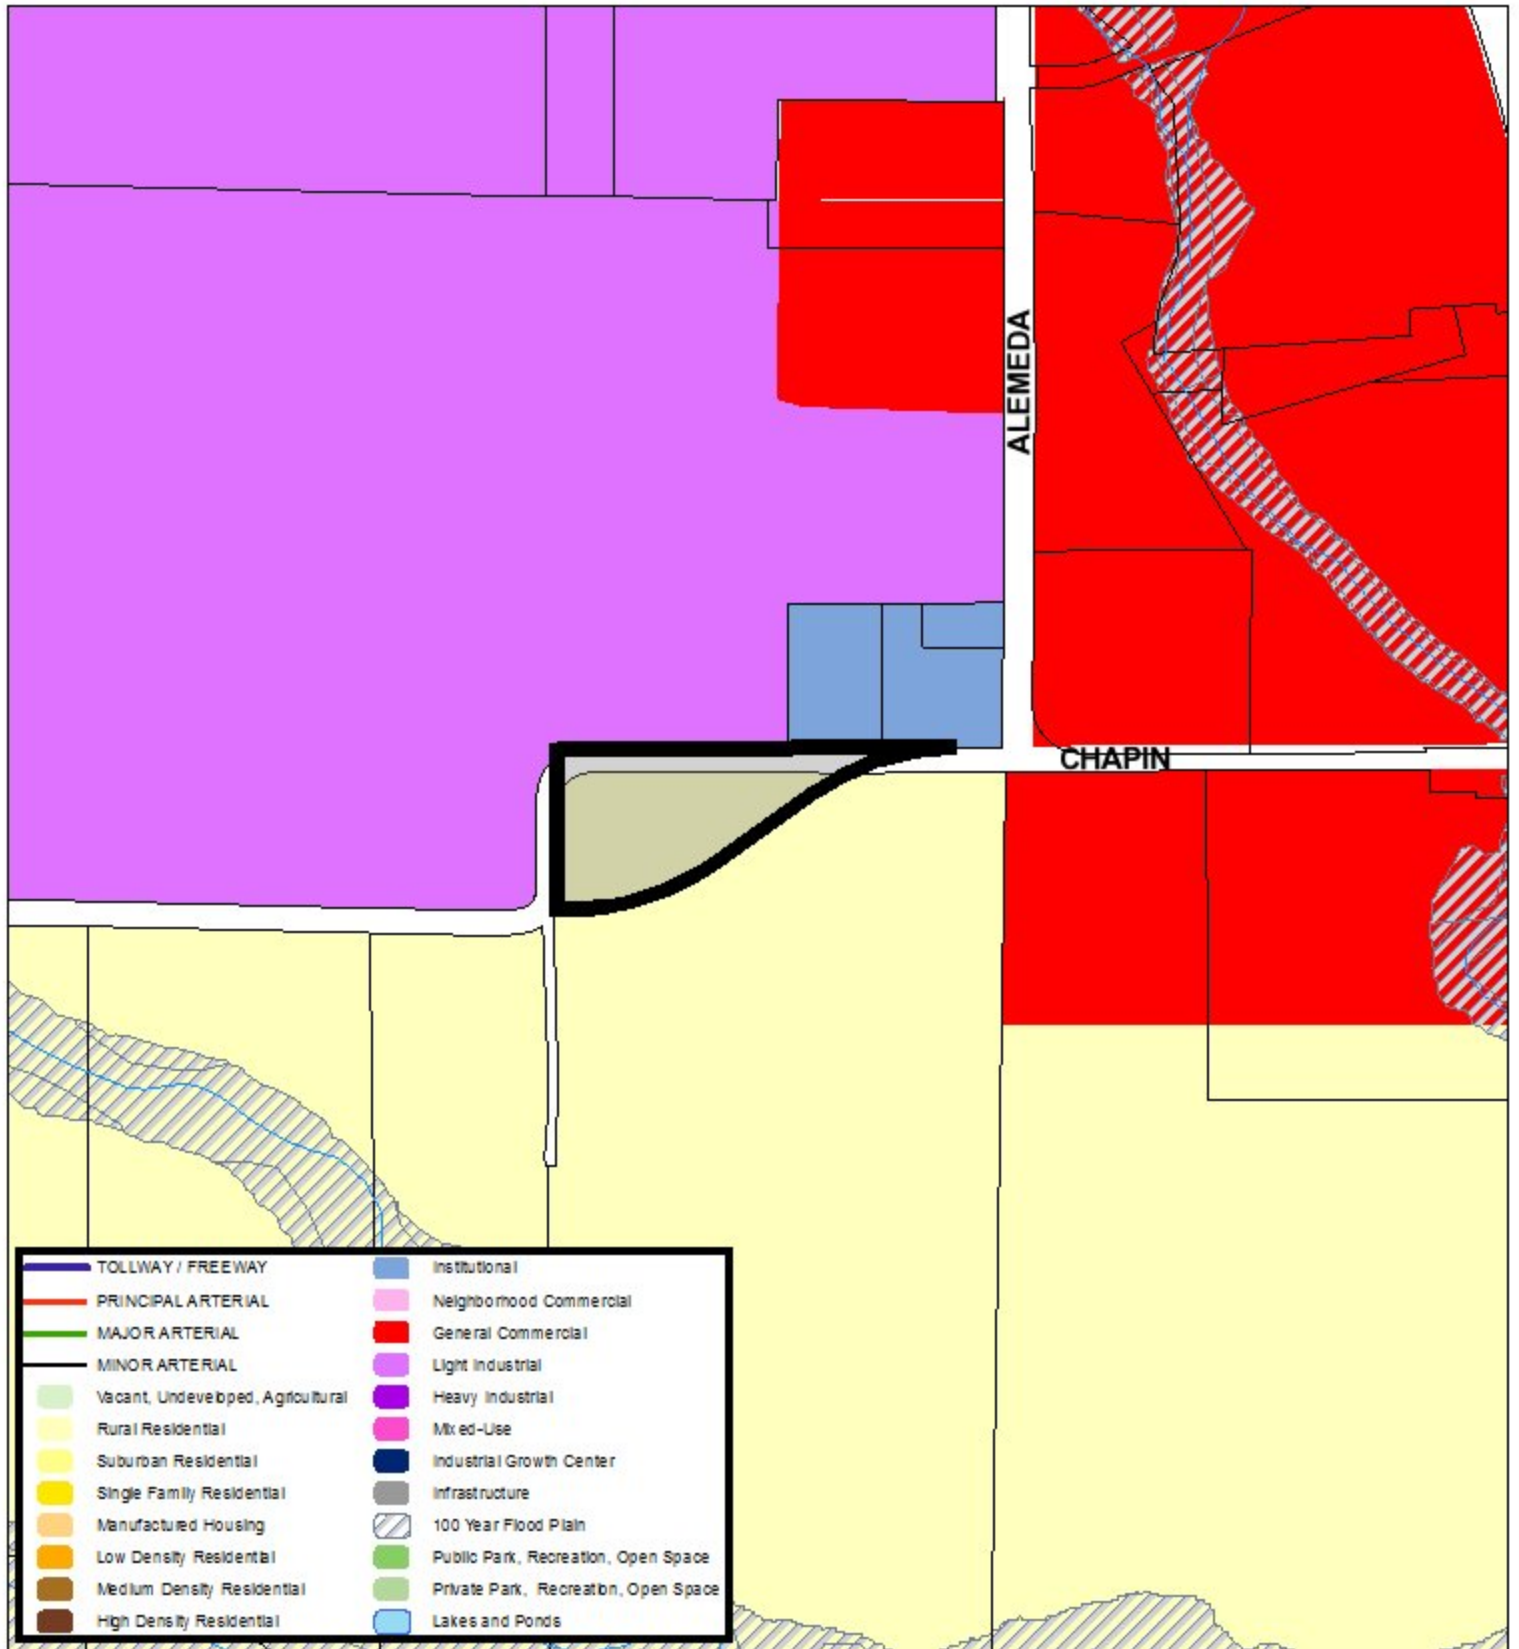 ALEMEDA
CHAPIN
TOLLWAY / FREEWAY
PRINCIPAL ARTERIAL
MAJOR ARTERIAL
MINOR ARTERIAL
Vacant, Undeveloped, Agricultural
Rural Residential
Suburban Residential
Single Family Residential
Manufactured Housing
Low Density Residential
Medium Density Residential
High Density Residential
Institutional
Neighborhood Commercial
General Commercial
Light Industrial
Heavy Industrial
Mixed-Use
Industrial Growth Center
Infrastructure
100 Year Flood Plain
Public Park, Recreation, Open Space
Private Park, Recreation, Open Space
Lakes and Ponds